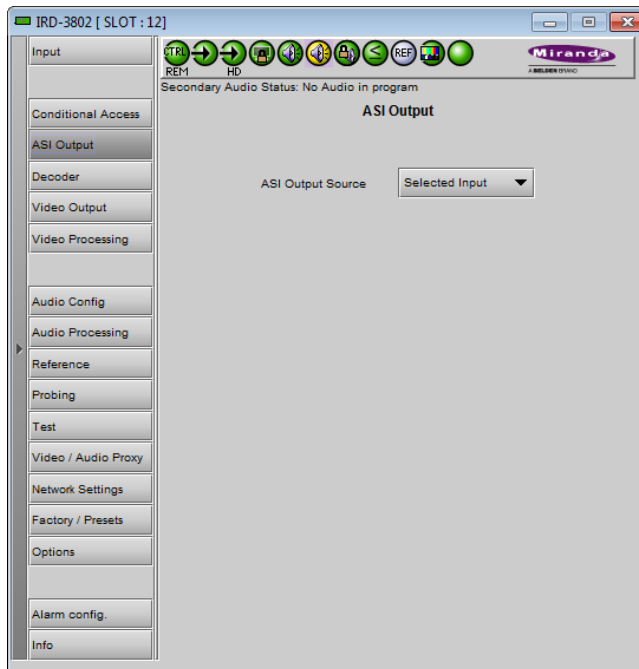 IRD-3802 [ SLOT : 12]
Input
CTRL
REM
HD
≤
REF
Miranda
A BELDEN BRAND
Secondary Audio Status: No Audio in program
ASI Output
Conditional Access
ASI Output
Decoder
Video Output
Video Processing
ASI Output Source
Selected Input
Audio Config
Audio Processing
Reference
Probing
Test
Video / Audio Proxy
Network Settings
Factory / Presets
Options
Alarm config.
Info